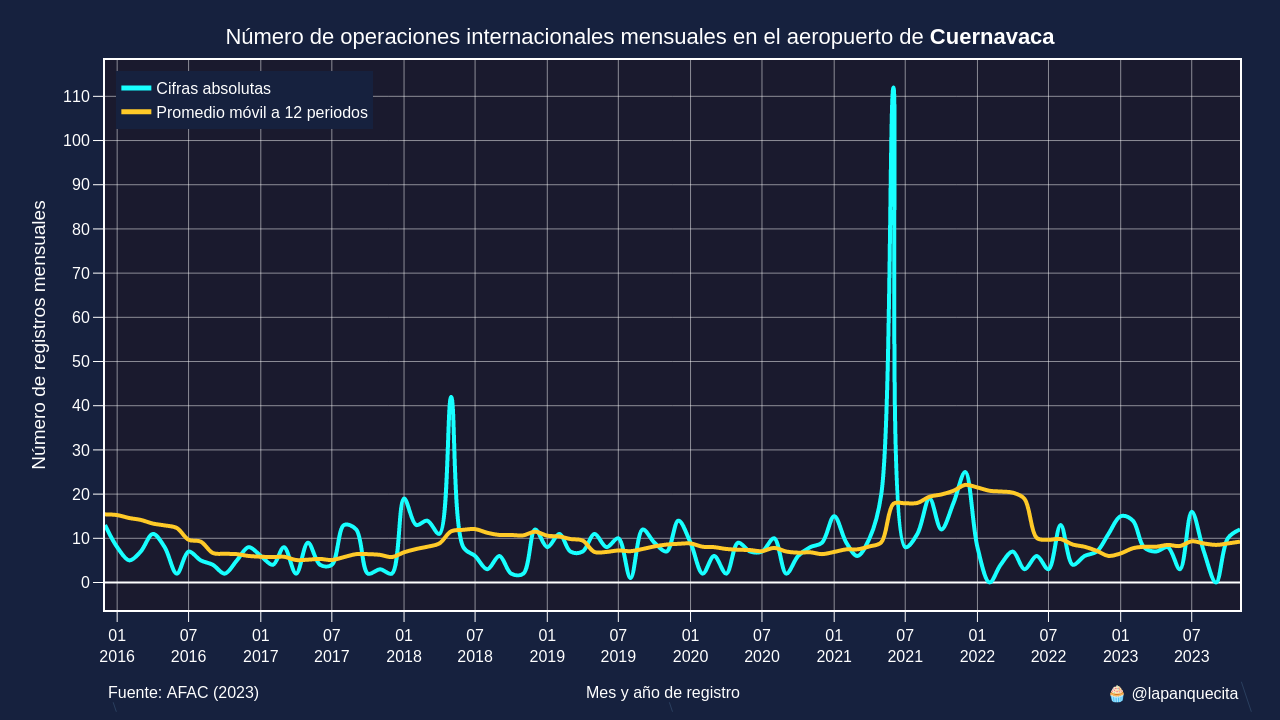 Número de operaciones internacionales mensuales en el aeropuerto de Cuernavaca
Cifras absolutas
Promedio móvil a 12 periodos
Número de registros mensuales
110
100
90
80
70
60
50
40
30
20
10
0
01 07 01 07 01 07 01 07 01 07 01 07 01 07 01 07
2016 2016 2017 2017 2018 2018 2019 2019 2020 2020 2021 2021 2022 2022 2023 2023
Fuente: AFAC (2023) Mes y año de registro 🧁 @lapanquecita